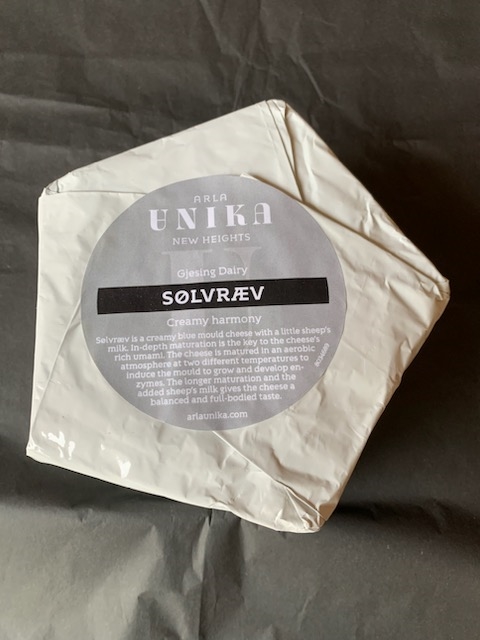 ARLA
UNIKA
NEW HEIGHTS
Gjesing Dairy
SØLVRÆV
Creamy harmony
Sølvræv is a creamy blue mould cheese with a little sheep's
milk. In-depth maturation is the key to the cheese's
rich umami. The cheese is matured in an aerobic
atmosphere at two different temperatures to
induce the mould to grow and develop en-
zymes. The longer maturation and the
added sheep's milk gives the cheese a
balanced and full-bodied taste.
arlaunika.com